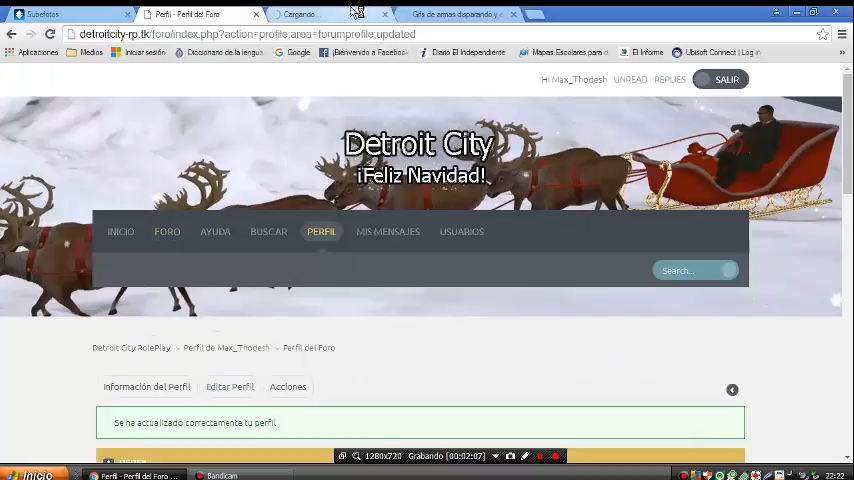 Subefotos
Perfil - Perfil del Foro
Cargando...
Gifs de armas disparando y e
detroitcity-rp.tk/foro/index.php?action=profile;area=forumprofile;updated
Aplicaciones
Medios
Iniciar sesión
Diccionario de la lengua
Google
¡Bienvenido a Facebook
Diario El Independiente
Mapas Escolares para d
El Informe
Ubisoft Connect | Log in
Hi Max_Thodesh
UNREAD
REPLIES
SALIR
Detroit City
¡Feliz Navidad!
INICIO
FORO
AYUDA
BUSCAR
PERFIL
MIS MENSAJES
USUARIOS
Search...
Detroit City RolePlay > Perfil de Max_Thodesh > Perfil del Foro
Información del Perfil
Editar Perfil
Acciones
Se ha actualizado correctamente tu perfil
PERFIL
1280x720
Grabando [00:02:07]
Inicio
Perfil - Perfil del Foro ...
Bandicam
22:22